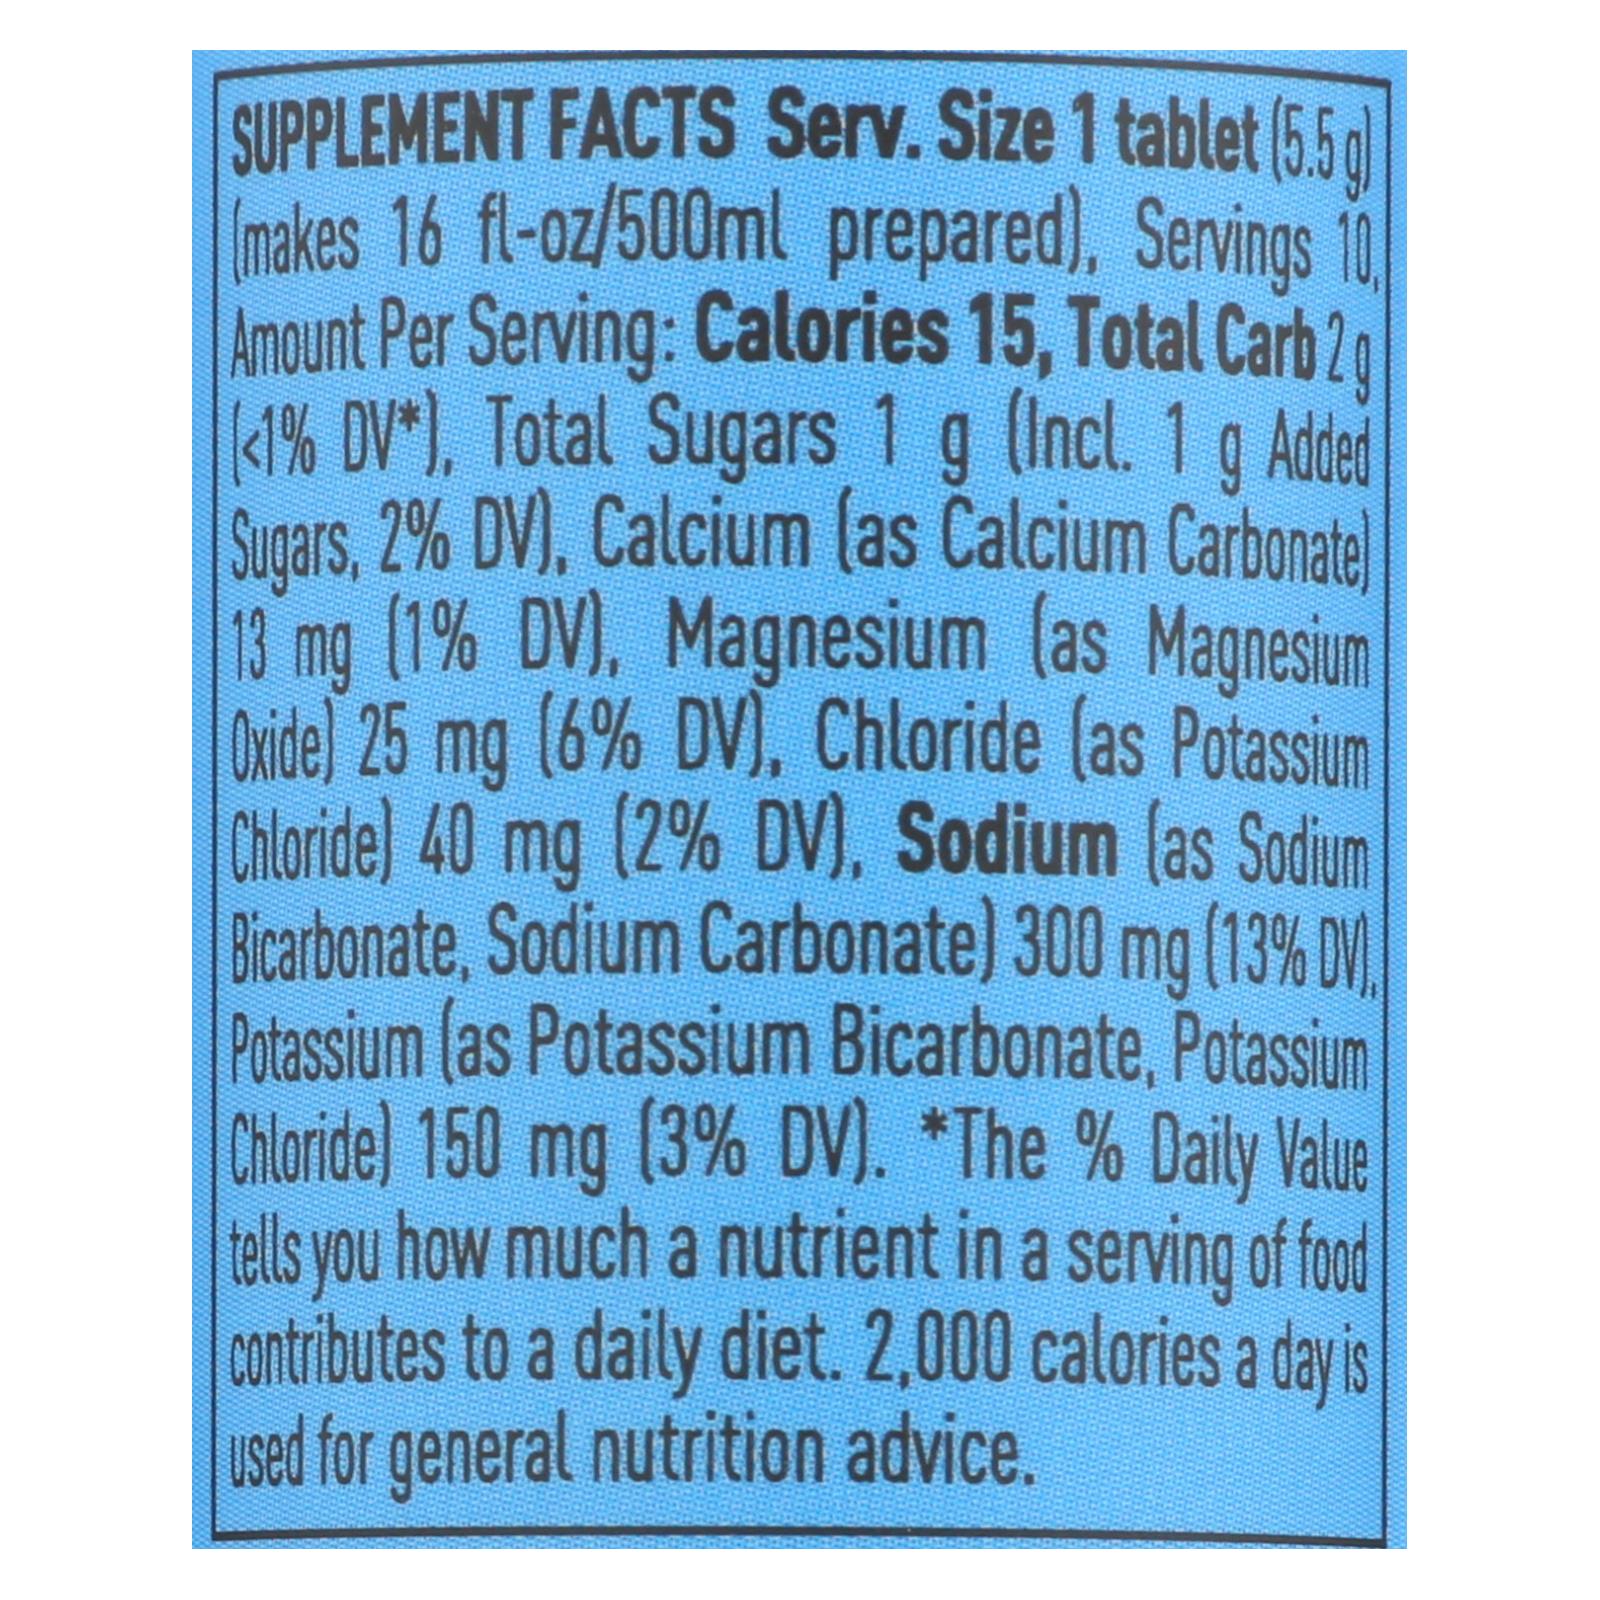 SUPPLEMENT FACTS Serv. Size 1 tablet (5.5 g)
(makes 16 fl-oz/500ml prepared), Servings 10,
Amount Per Serving: Calories 15, Total Carb 2 g
(<1% DV*), Total Sugars 1 g (Incl. 1 g Added
Sugars, 2% DV), Calcium (as Calcium Carbonate)
13 mg (1% DV), Magnesium (as Magnesium
Oxide) 25 mg (6% DV), Chloride (as Potassium
Chloride) 40 mg (2% DV), Sodium (as Sodium
Bicarbonate, Sodium Carbonate) 300 mg (13% DV),
Potassium (as Potassium Bicarbonate, Potassium
Chloride) 150 mg (3% DV). *The % Daily Value
tells you how much a nutrient in a serving of food
contributes to a daily diet. 2,000 calories a day is
used for general nutrition advice.